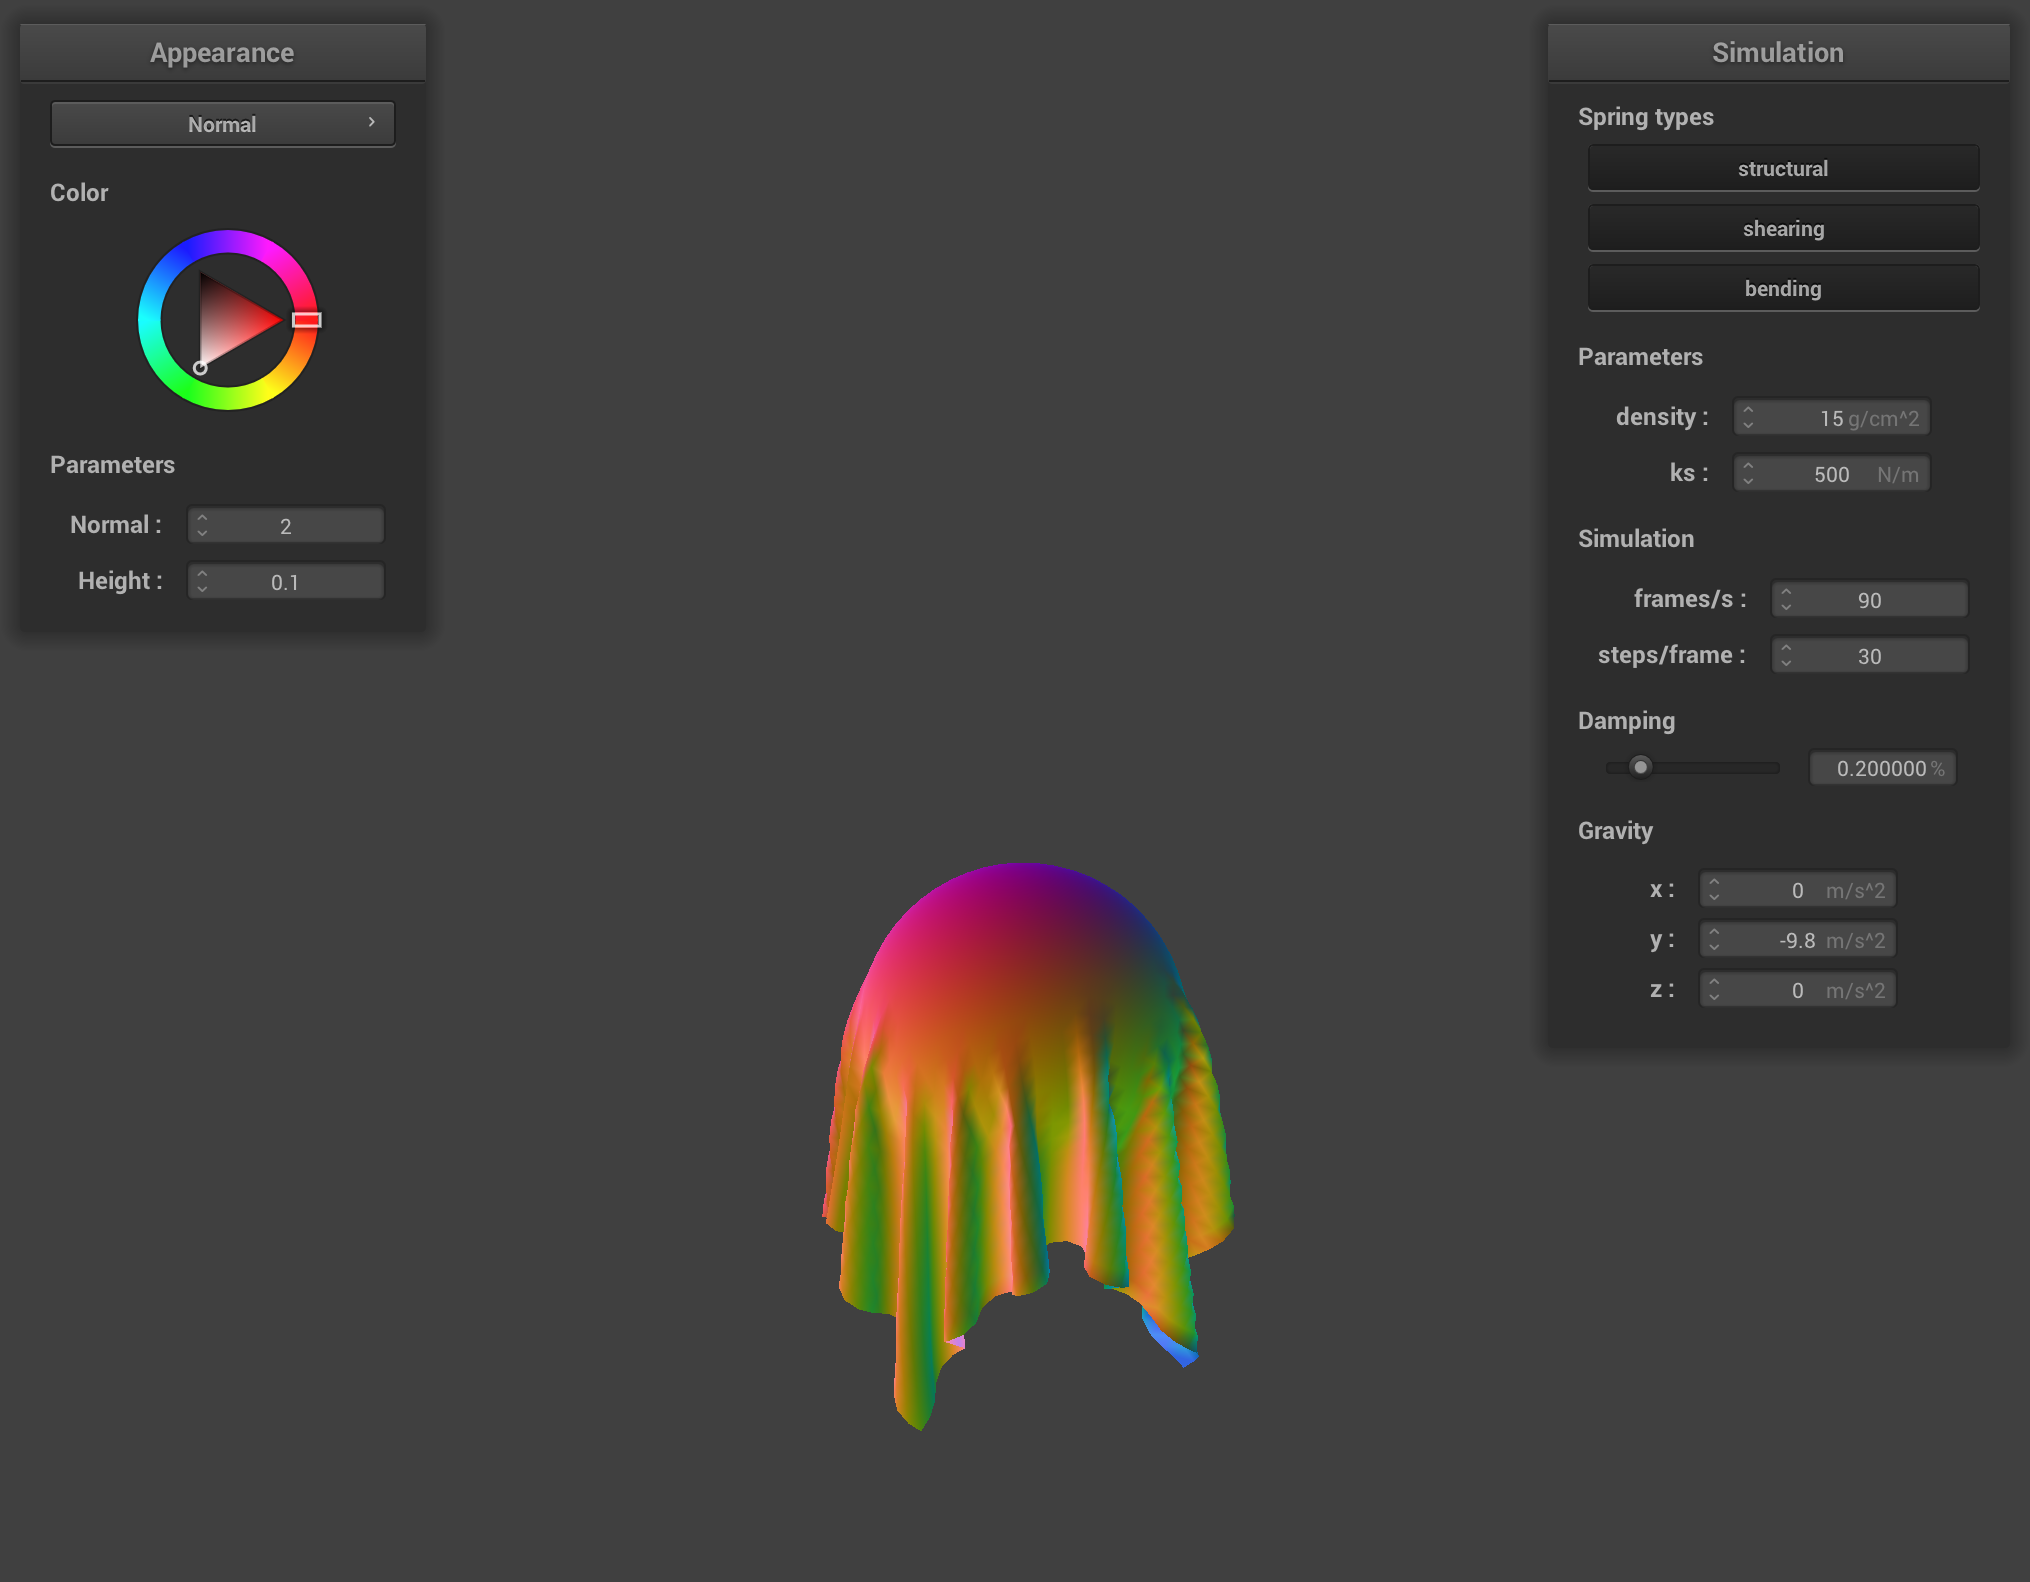 Appearance
Normal
Color
Parameters
Normal : 2
Height : 0.1
Simulation
Spring types
structural
shearing
bending
Parameters
density : 15 g/cm^2
ks : 500 N/m
Simulation
frames/s : 90
steps/frame : 30
Damping
0.200000 %
Gravity
x : 0 m/s^2
y : -9.8 m/s^2
z : 0 m/s^2